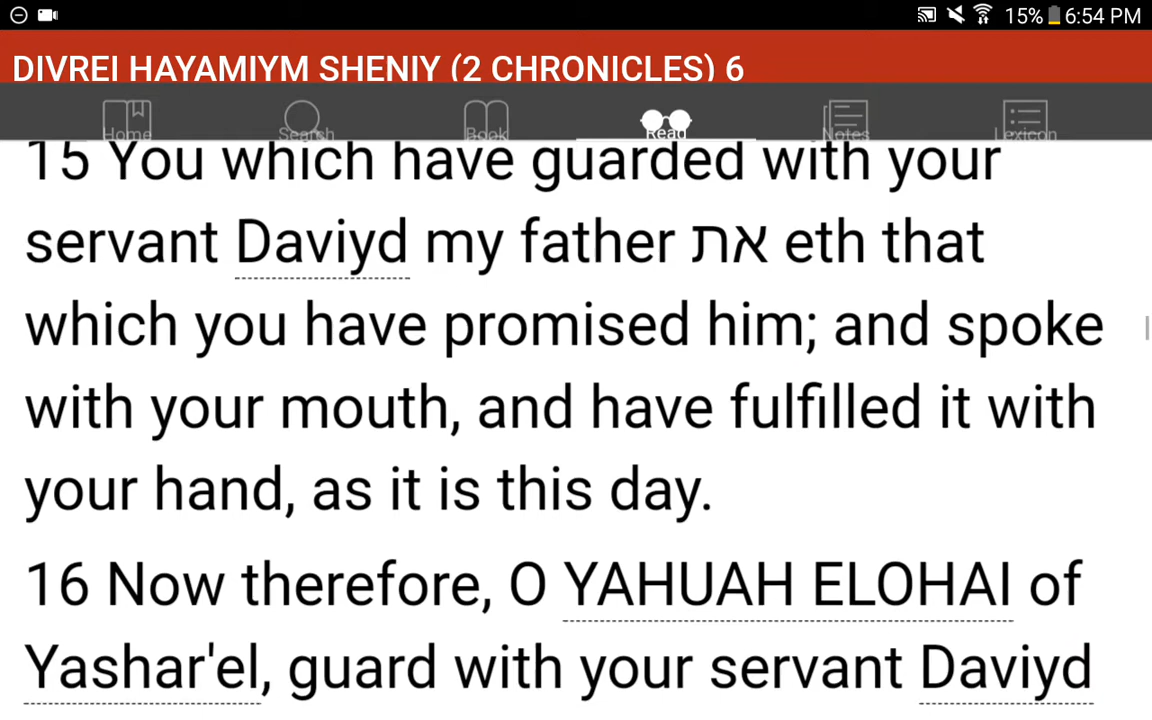 15% 6:54 PM
DIVREI HAYAMIYM SHENIY (2 CHRONICLES) 6
Home Search Book Read Notes Lexicon
15 You which have guarded with your
servant Daviyd my father את eth that
which you have promised him; and spoke
with your mouth, and have fulfilled it with
your hand, as it is this day.
16 Now therefore, O YAHUAH ELOHAI of
Yashar'el, guard with your servant Daviyd